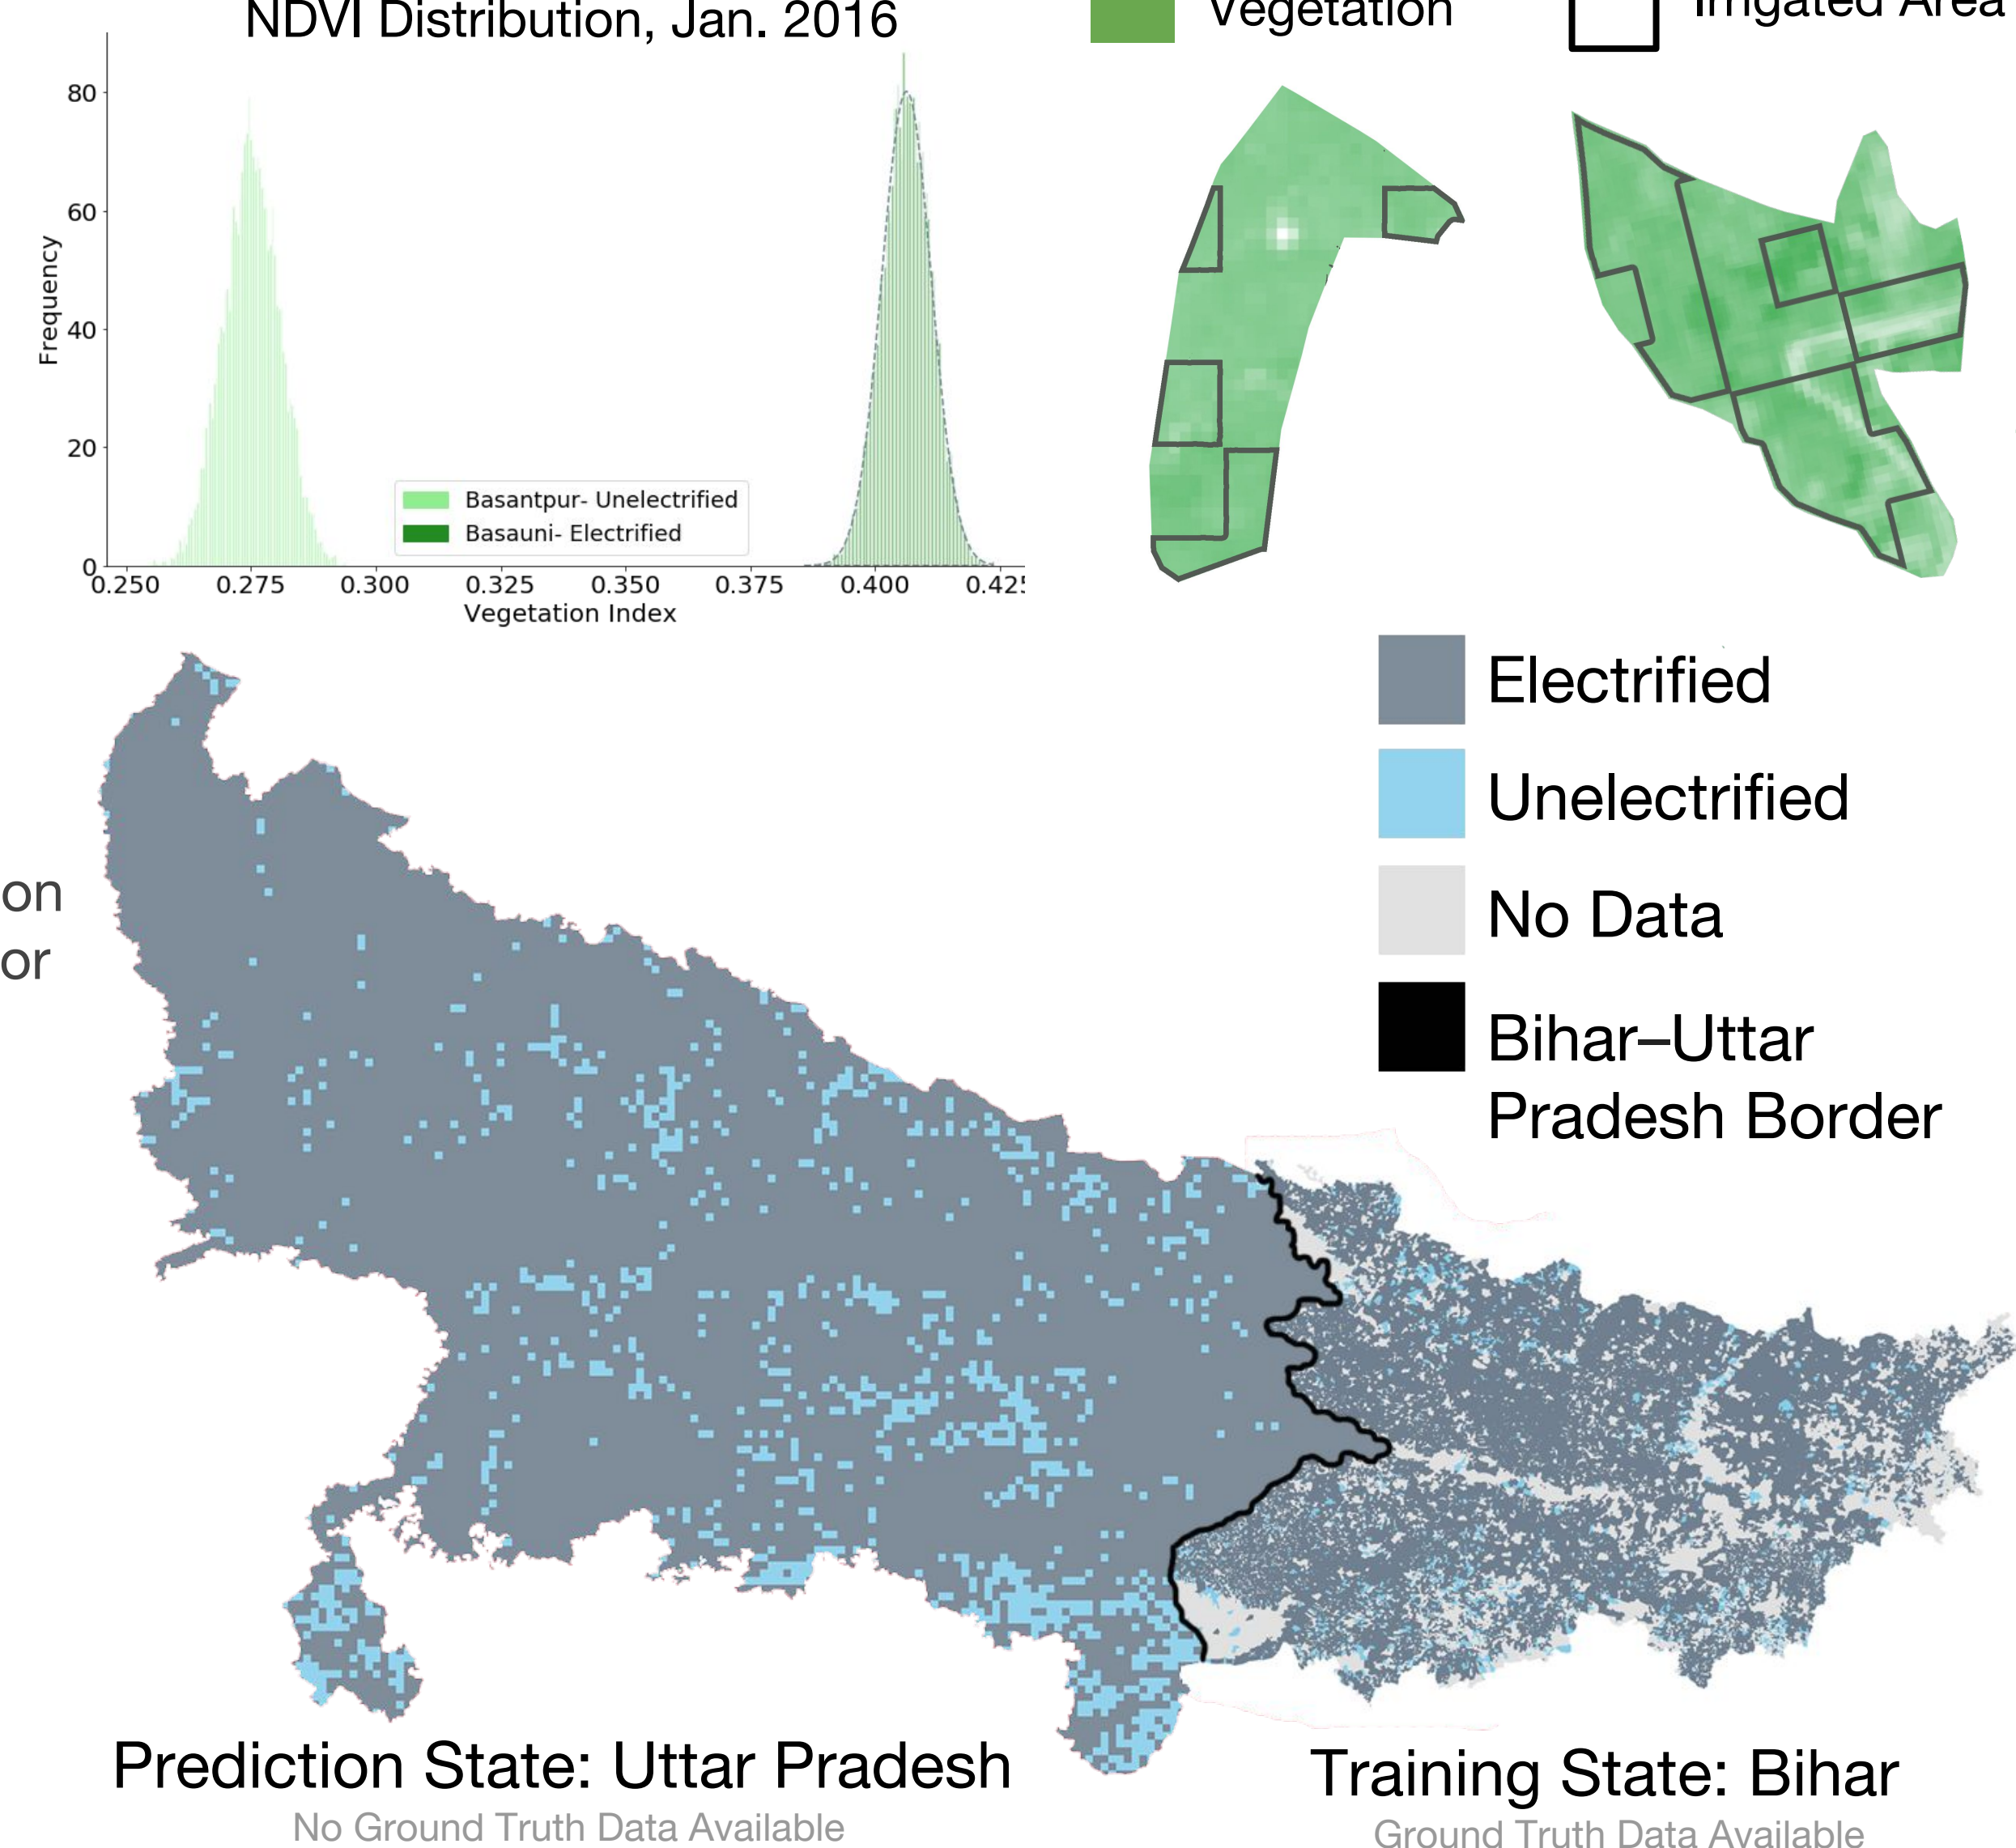 NDVI Distribution, Jan. 2016
Vegetation
Irrigated Area
80
60
40
20
0
Frequency
Basantpur- Unelectrified
Basauni- Electrified
0.250 0.275 0.300 0.325 0.350 0.375 0.400 0.425
Vegetation Index
Electrified
Unelectrified
No Data
Bihar–Uttar
Pradesh Border
on
or
Prediction State: Uttar Pradesh
No Ground Truth Data Available
Training State: Bihar
Ground Truth Data Available